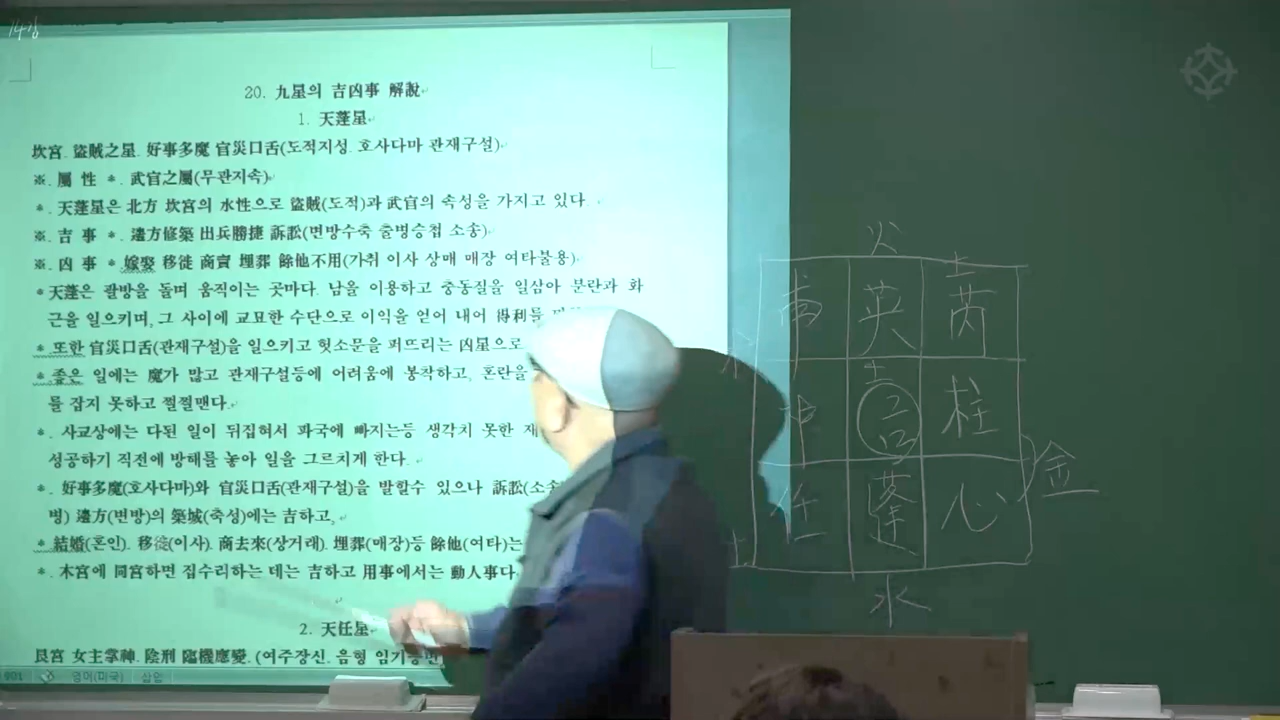 14강
20. 九星의 吉凶事 解說
1. 天蓬星
坎宮. 盜賊之星. 好事多魔 官災口舌(도적지성. 호사다마 관재구설)
※. 屬 性 *. 武官之屬(무관지속)
*. 天蓬星은 北方 坎宮의 水性으로 盜賊(도적)과 武官의 속성을 가지고 있다.
※. 吉 事 *. 邊方修築 出兵勝捷 訴訟(변방수축 출병승첩 소송)
※. 凶 事 *嫁娶 移徙 商賣 埋葬 餘他不用(가취 이사 상매 매장 여타불용)
*天蓬은 팔방을 돌며 움직이는 곳마다. 남을 이용하고 충동질을 일삼아 분란과 화
근을 일으키며, 그 사이에 교묘한 수단으로 이익을 얻어 내어 得利를
*또한 官災口舌(관재구설)을 일으키고 헛소문을 퍼뜨리는 凶星으로
*좋은 일에는 魔가 많고 관재구설등에 어려움에 봉착하고, 혼란을
를 잡지 못하고 쩔쩔맨다.
*. 사교상에는 다된 일이 뒤집혀서 파국에 빠지는등 생각치 못한
성공하기 직전에 방해를 놓아 일을 그르치게 한다.
*. 好事多魔(호사다마)와 官災口舌(관재구설)을 발할수 있으나 訴訟(소송
병) 邊方(변방)의 築城(축성)에는 吉하고,
*結婚(혼인). 移徙(이사). 商去來(상거래). 埋葬(매장)등 餘他(여타)는
*. 木宮에 同宮하면 집수리하는 데는 吉하고 用事에서는 動人事다
2. 天任星
艮宮 女主掌神. 陰刑 臨機應變. (여주장신. 음형 임기응변
영어(미국) 삽입
火
土
英 芮
木
土
柱
金
任 蓬 心
土
水